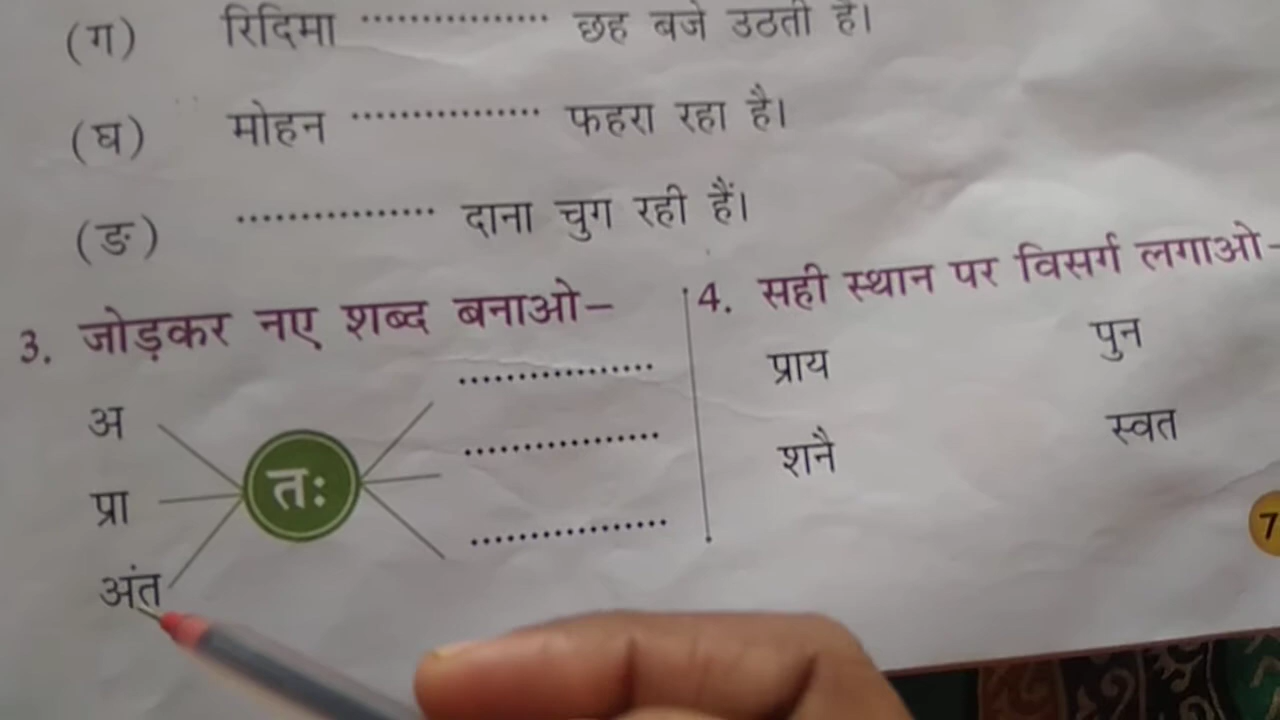 (ग) रिदिमा ................ छह बजे उठती है।
(घ) मोहन ................ फहरा रहा है।
(ङ) ................ दाना चुग रही हैं।
3. जोड़कर नए शब्द बनाओ–
अ
प्रा
अंत
तः
................
................
................
4. सही स्थान पर विसर्ग लगाओ–
प्राय पुन
शनै स्वत
7